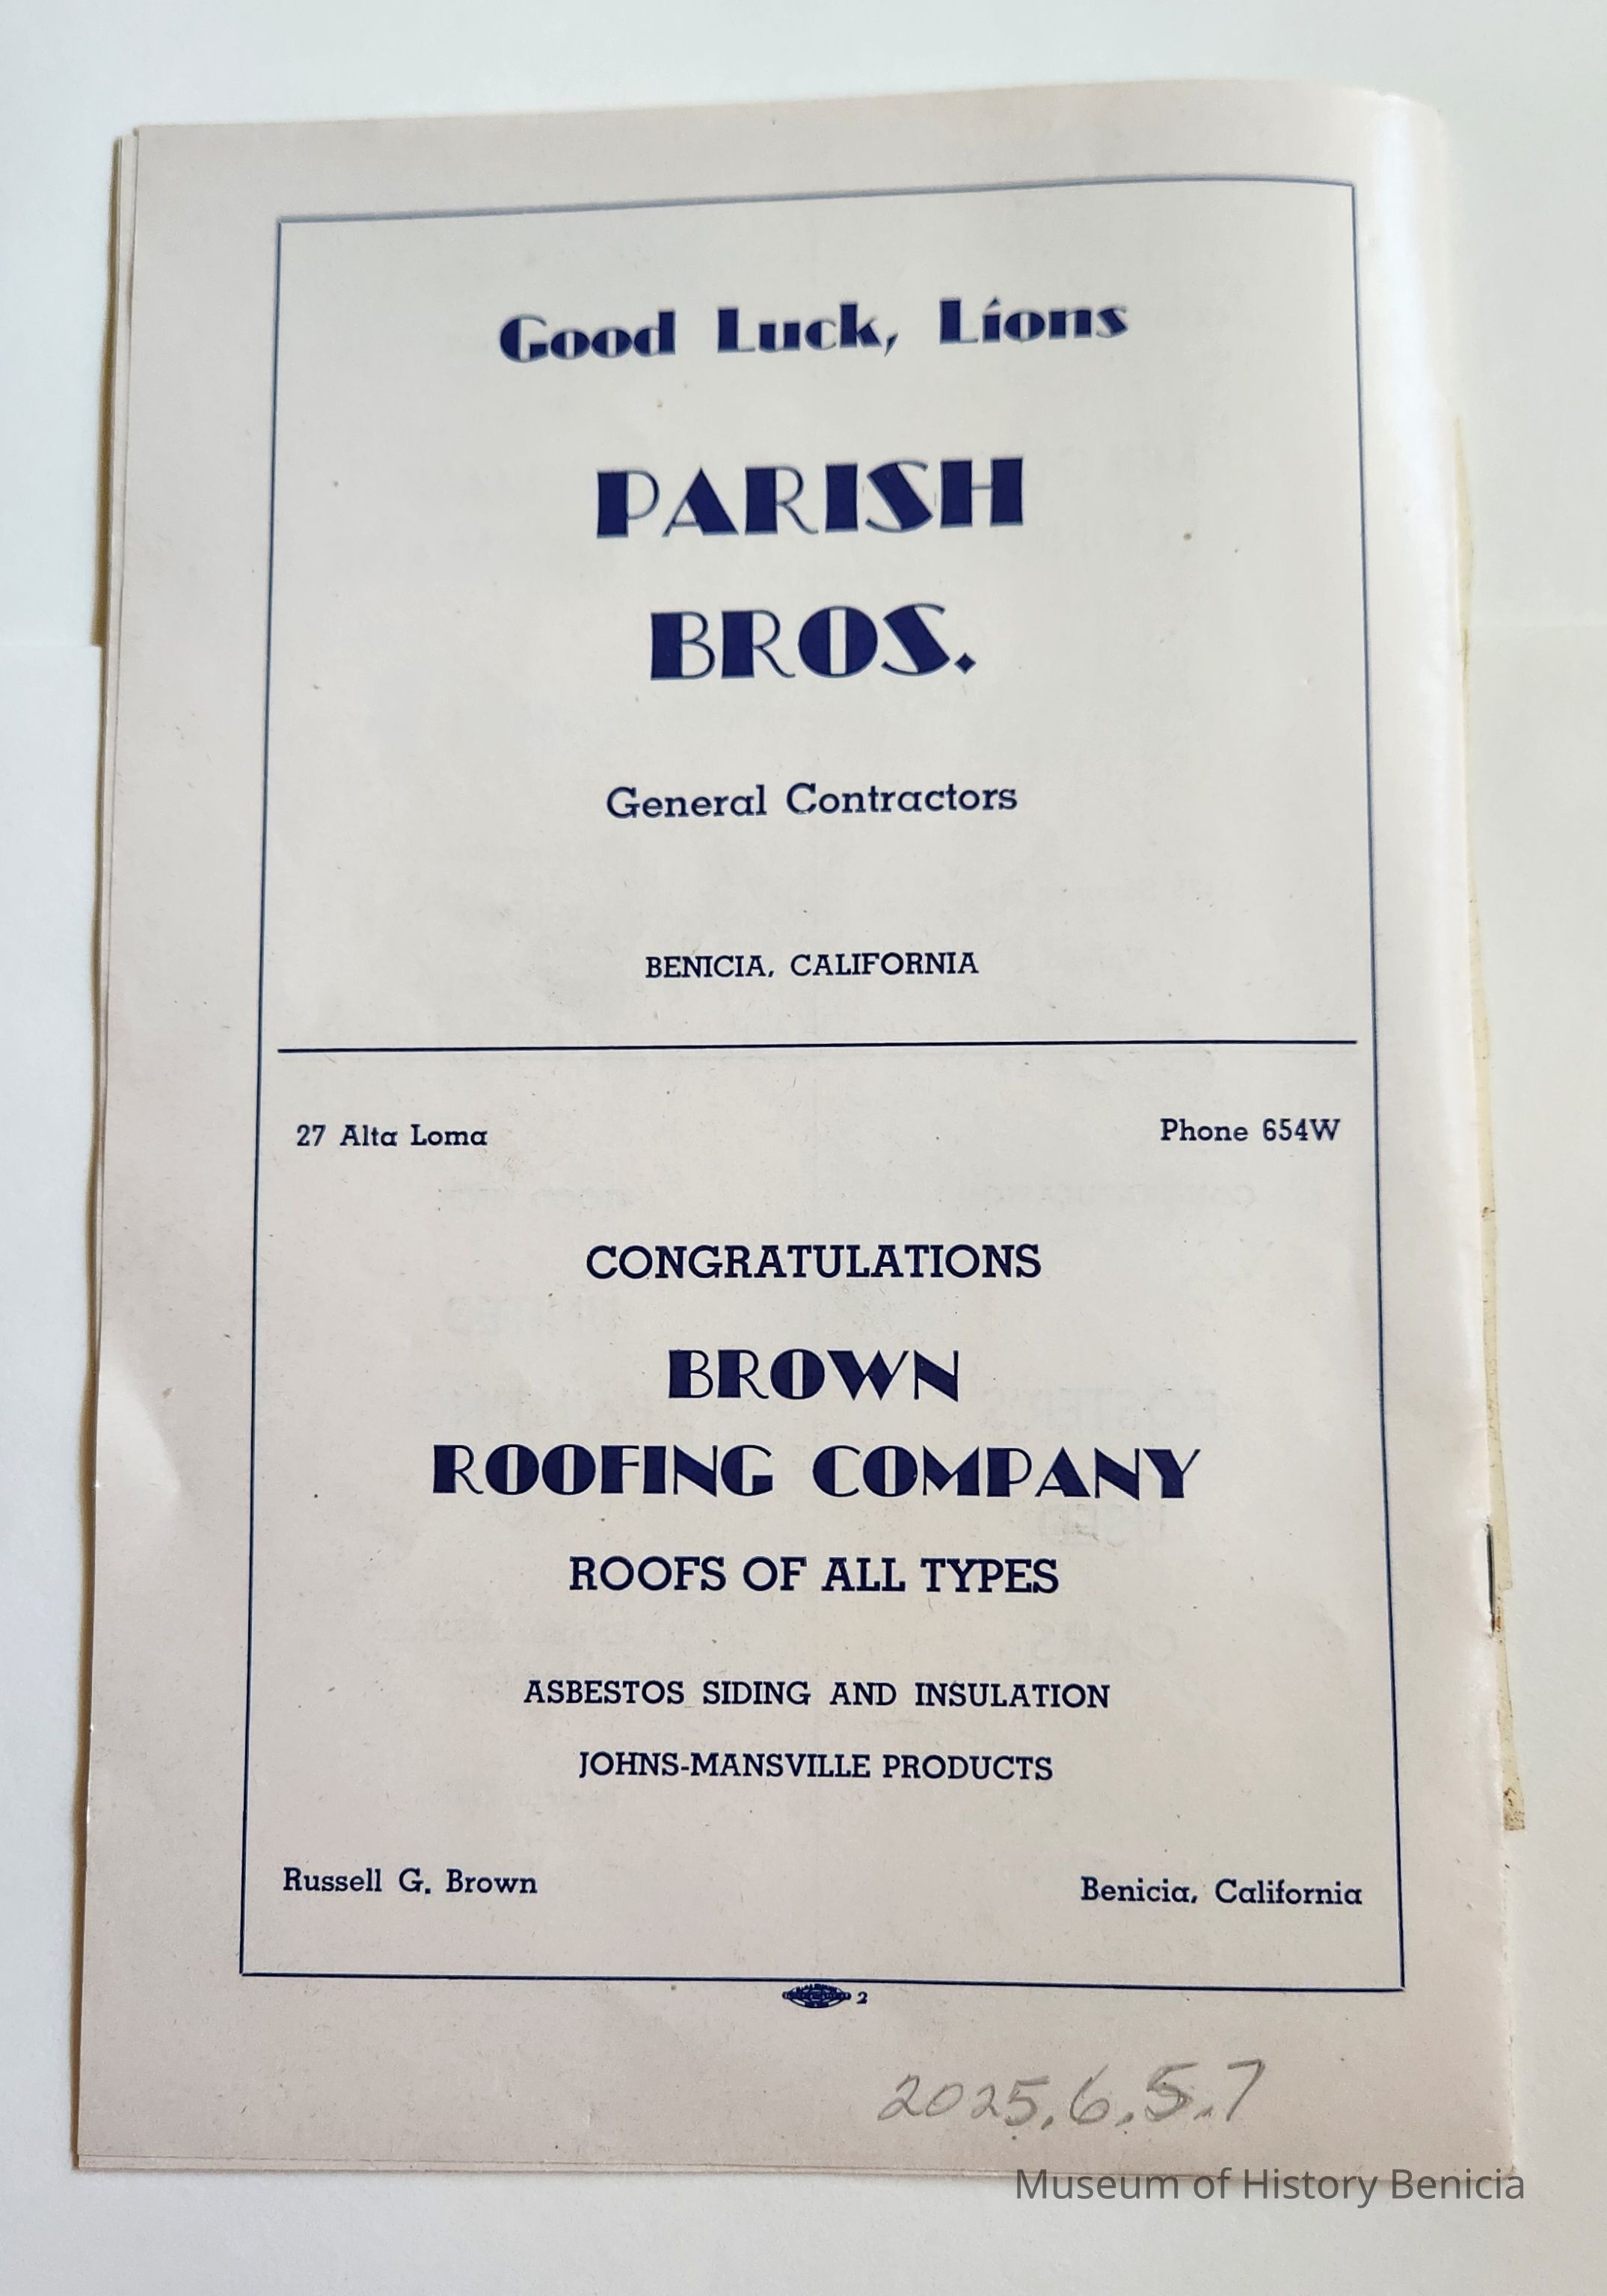 Good Luck, Lions
PARISH
BROS.
General Contractors
BENICIA, CALIFORNIA
27 Alta Loma Phone 654W
CONGRATULATIONS
BROWN
ROOFING COMPANY
ROOFS OF ALL TYPES
ASBESTOS SIDING AND INSULATION
JOHNS-MANSVILLE PRODUCTS
Russell G. Brown Benicia, California
2
2025.6.5.7
Museum of History Benicia